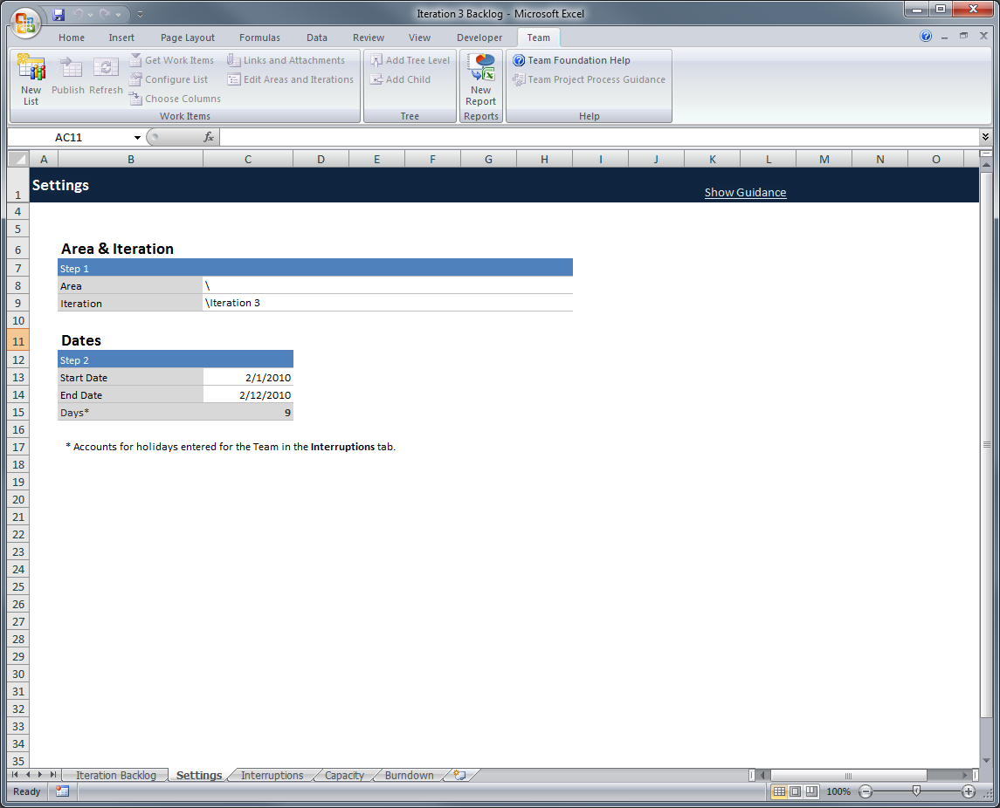 Iteration 3 Backlog - Microsoft Excel
Home Insert Page Layout Formulas Data Review View Developer Team
New List
Publish
Refresh
Get Work Items
Configure List
Choose Columns
Links and Attachments
Edit Areas and Iterations
Work Items
Add Tree Level
Add Child
Tree
New Report
Reports
Team Foundation Help
Team Project Process Guidance
Help
AC11 fx
A B C D E F G H I J K L M N O
1 Settings Show Guidance
4
5
6 Area & Iteration
7 Step 1
8 Area \
9 Iteration \Iteration 3
10
11 Dates
12 Step 2
13 Start Date 2/1/2010
14 End Date 2/12/2010
15 Days* 9
16
17 * Accounts for holidays entered for the Team in the Interruptions tab.
18
19
20
21
22
23
24
25
26
27
28
29
30
31
32
33
34
35
Iteration Backlog Settings Interruptions Capacity Burndown
Ready 100%